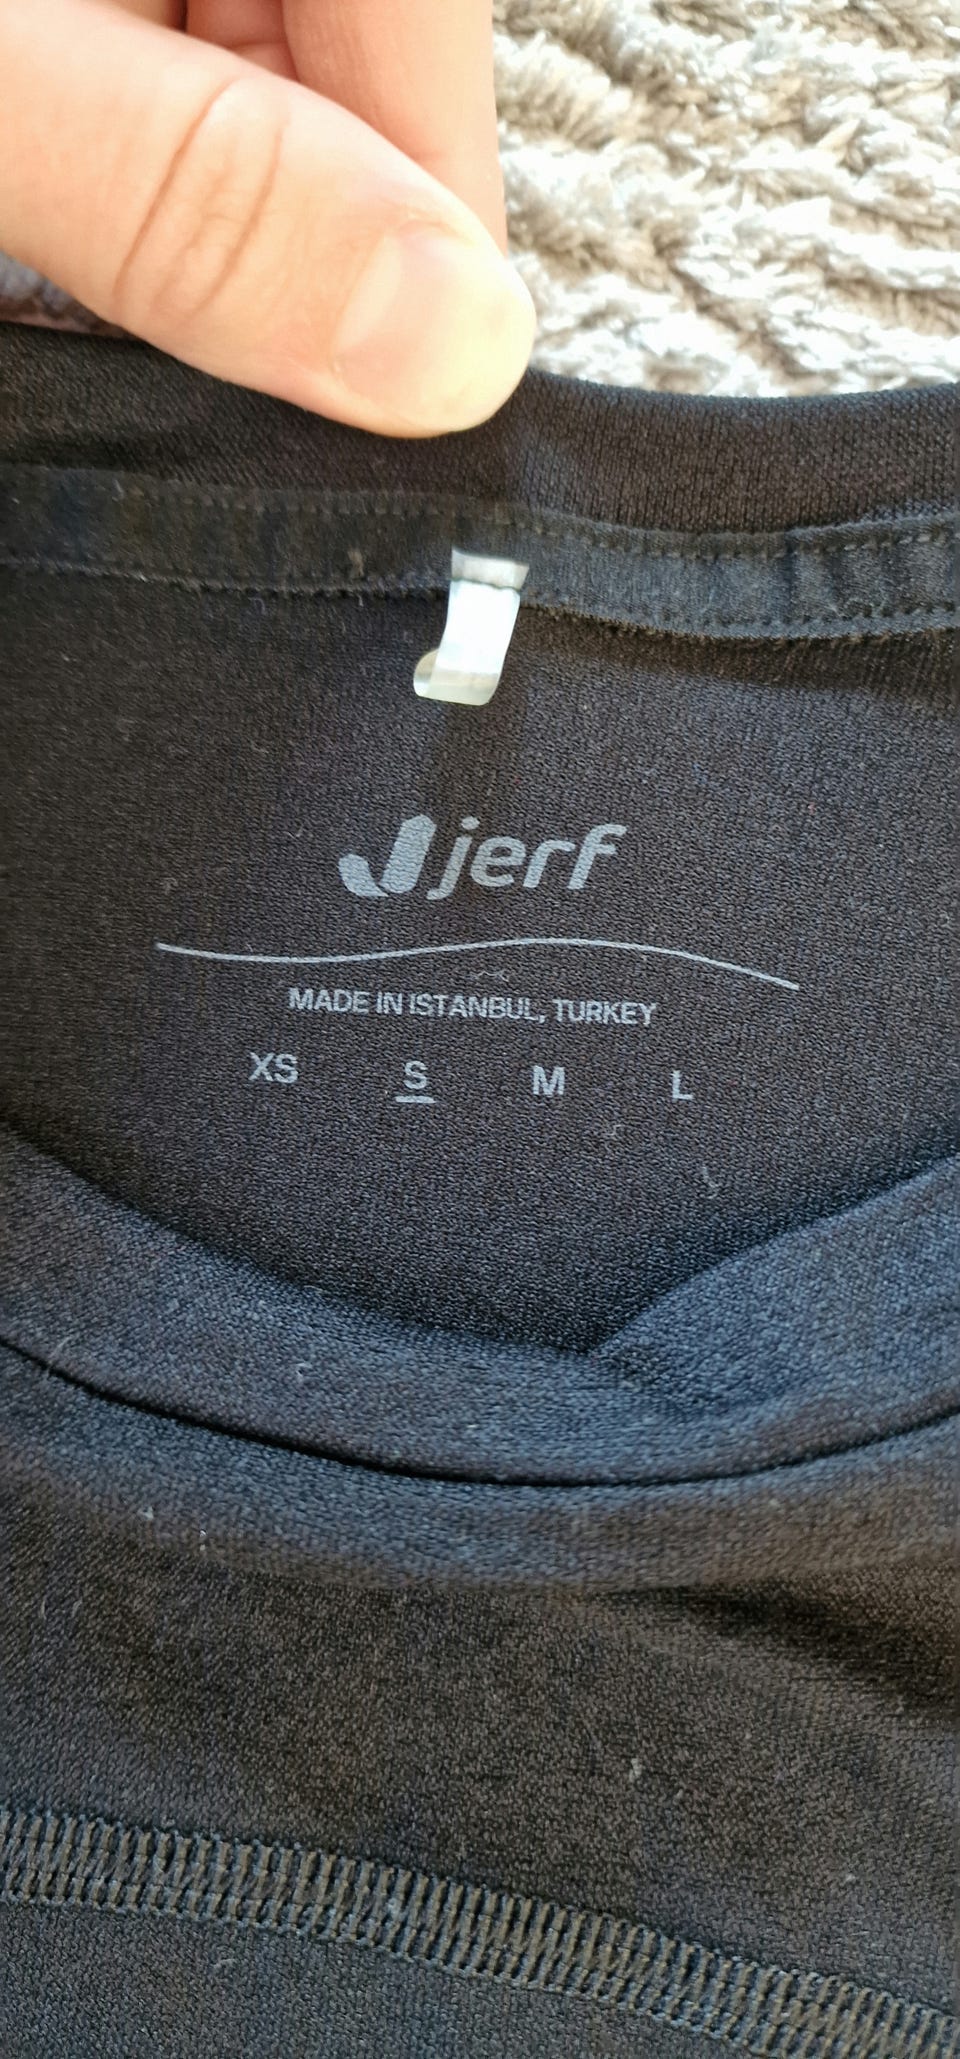 jerf
MADE IN ISTANBUL, TURKEY
XS S M L